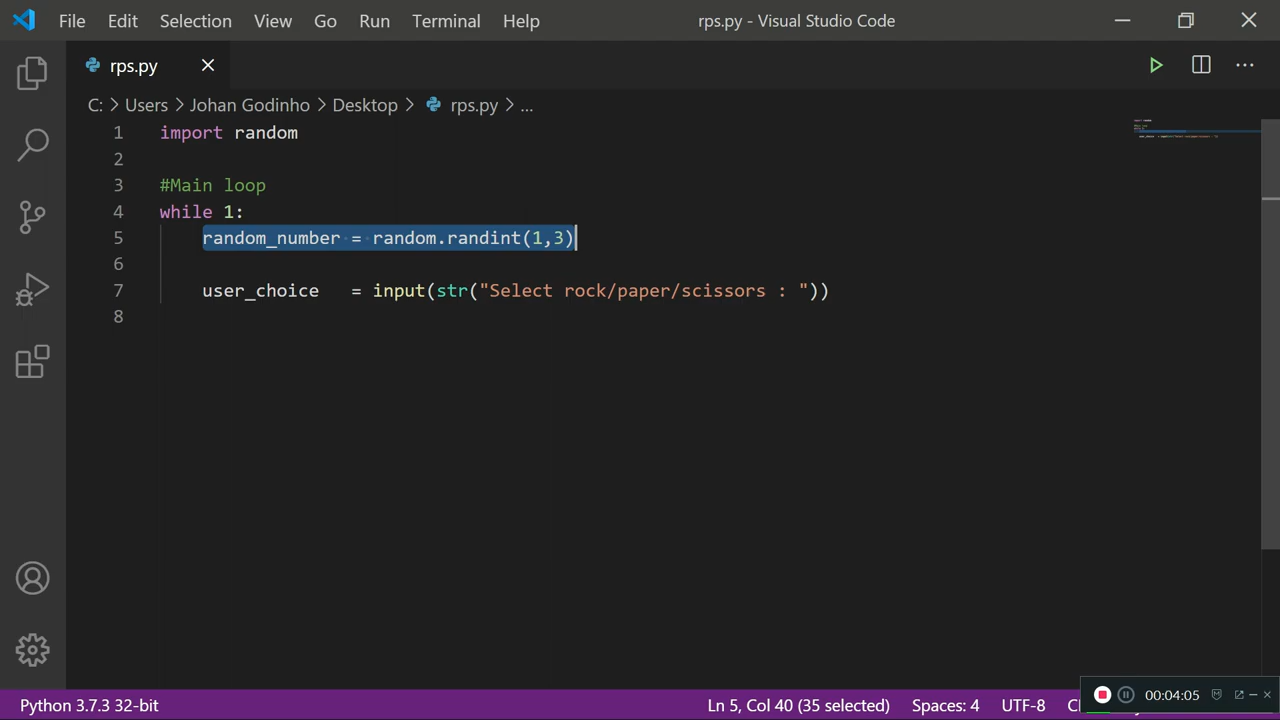 File Edit Selection View Go Run Terminal Help rps.py - Visual Studio Code
rps.py
C: > Users > Johan Godinho > Desktop > rps.py > ...
1 import random
2
3 #Main loop
4 while 1:
5 random_number = random.randint(1,3)
6
7 user_choice = input(str("Select rock/paper/scissors : "))
8
Python 3.7.3 32-bit Ln 5, Col 40 (35 selected) Spaces: 4 UTF-8
00:04:05